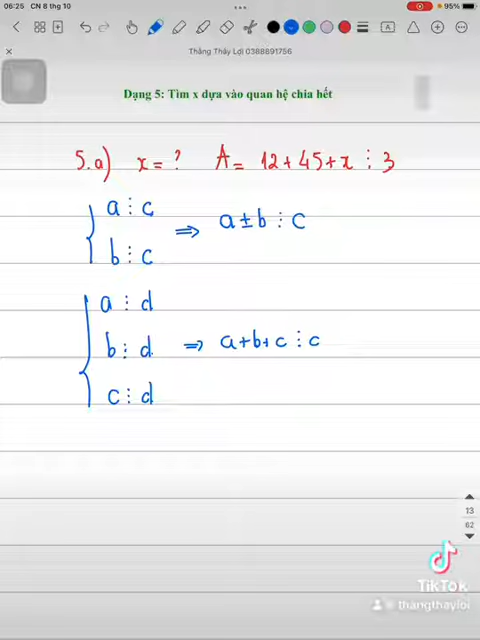 06:25 CN 8 thg 10
95%
Thăng Thầy Lợi 0388891756
Dạng 5: Tìm x dựa vào quan hệ chia hết
5.a) x = ? A = 12 + 45 + x ⋮ 3
a ⋮ c
b ⋮ c
⇒ a ± b ⋮ c
a ⋮ d
b ⋮ d
c ⋮ d
⇒ a + b + c ⋮ c
13
62
TikTok
@thangthayloi